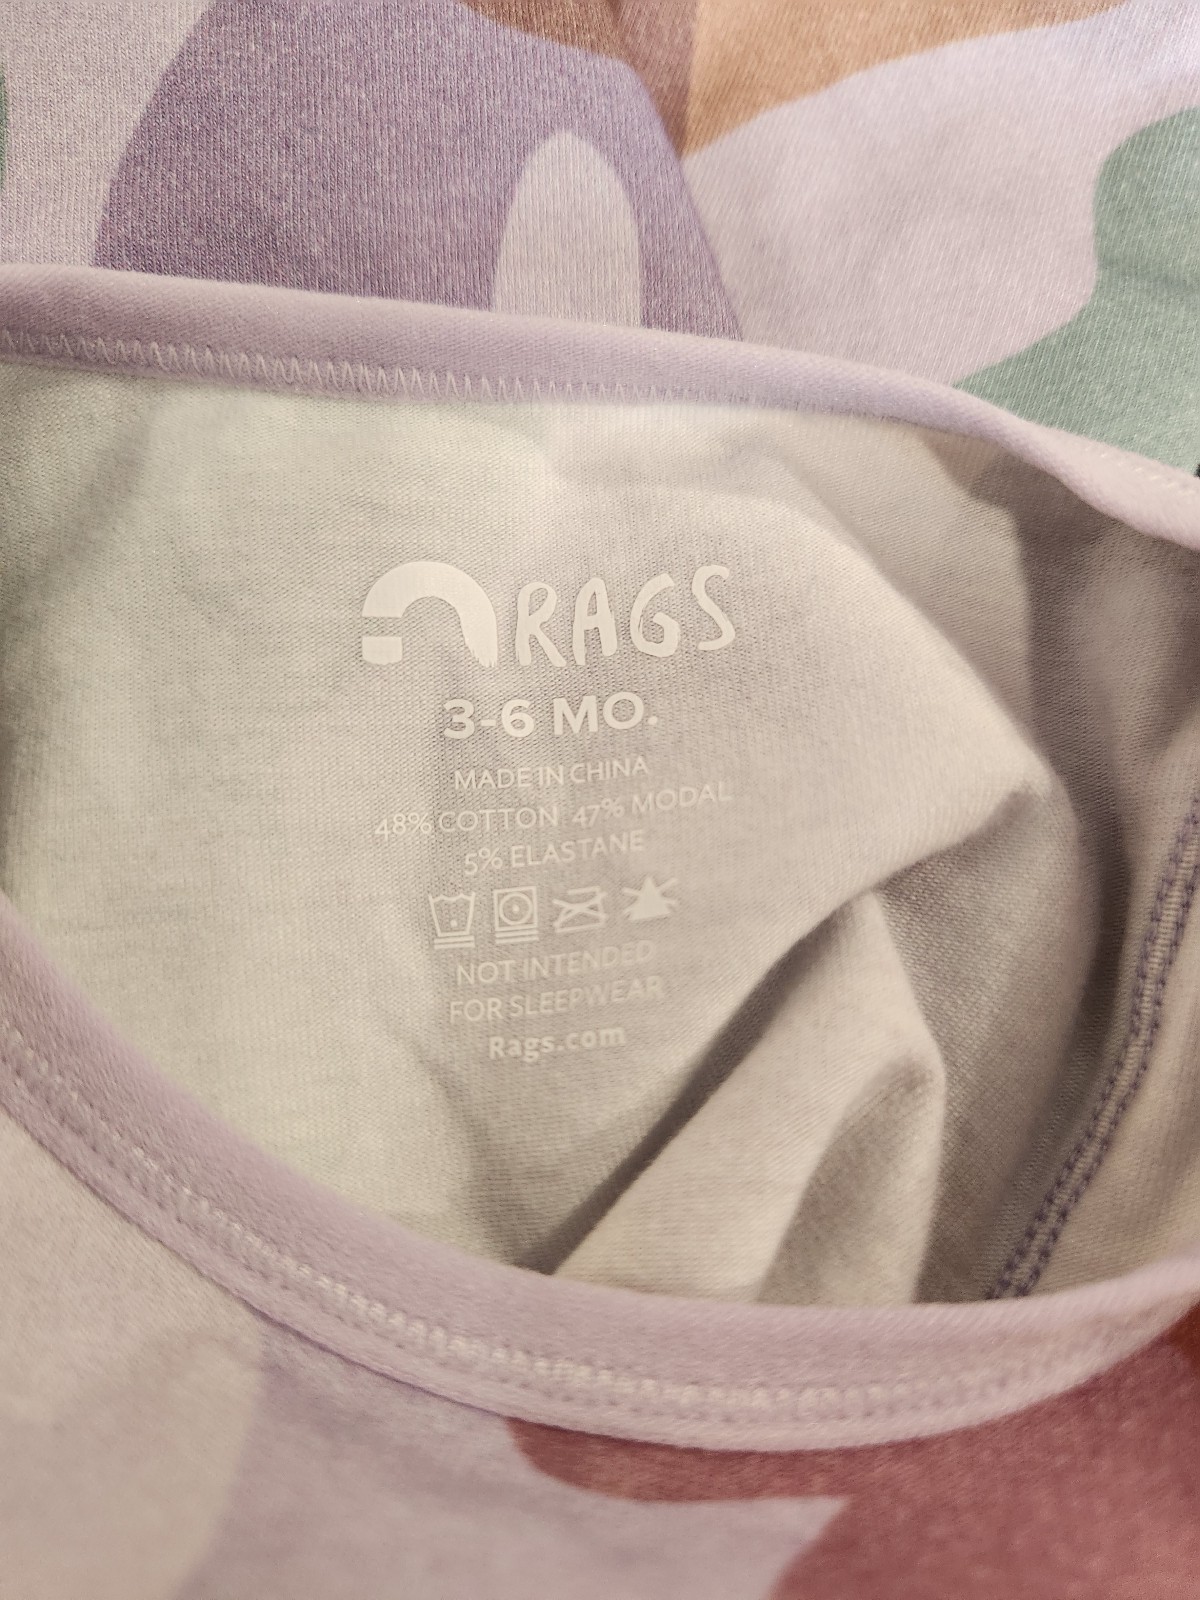 RAGS
3-6 MO.
MADE IN CHINA
48% COTTON 47% MODAL
5% ELASTANE
NOT INTENDED
FOR SLEEPWEAR
Rags.com